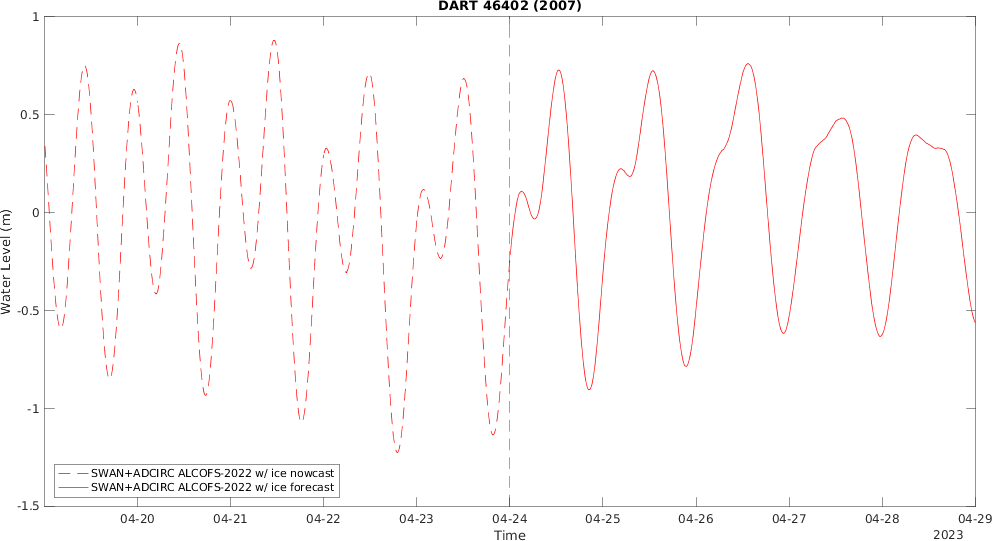 DART 46402 (2007)
1
0.5
0
-0.5
-1
-1.5
Water Level (m)
SWAN+ADCIRC ALCOFS-2022 w/ ice nowcast
SWAN+ADCIRC ALCOFS-2022 w/ ice forecast
04-20 04-21 04-22 04-23 04-24 04-25 04-26 04-27 04-28 04-29
Time
2023